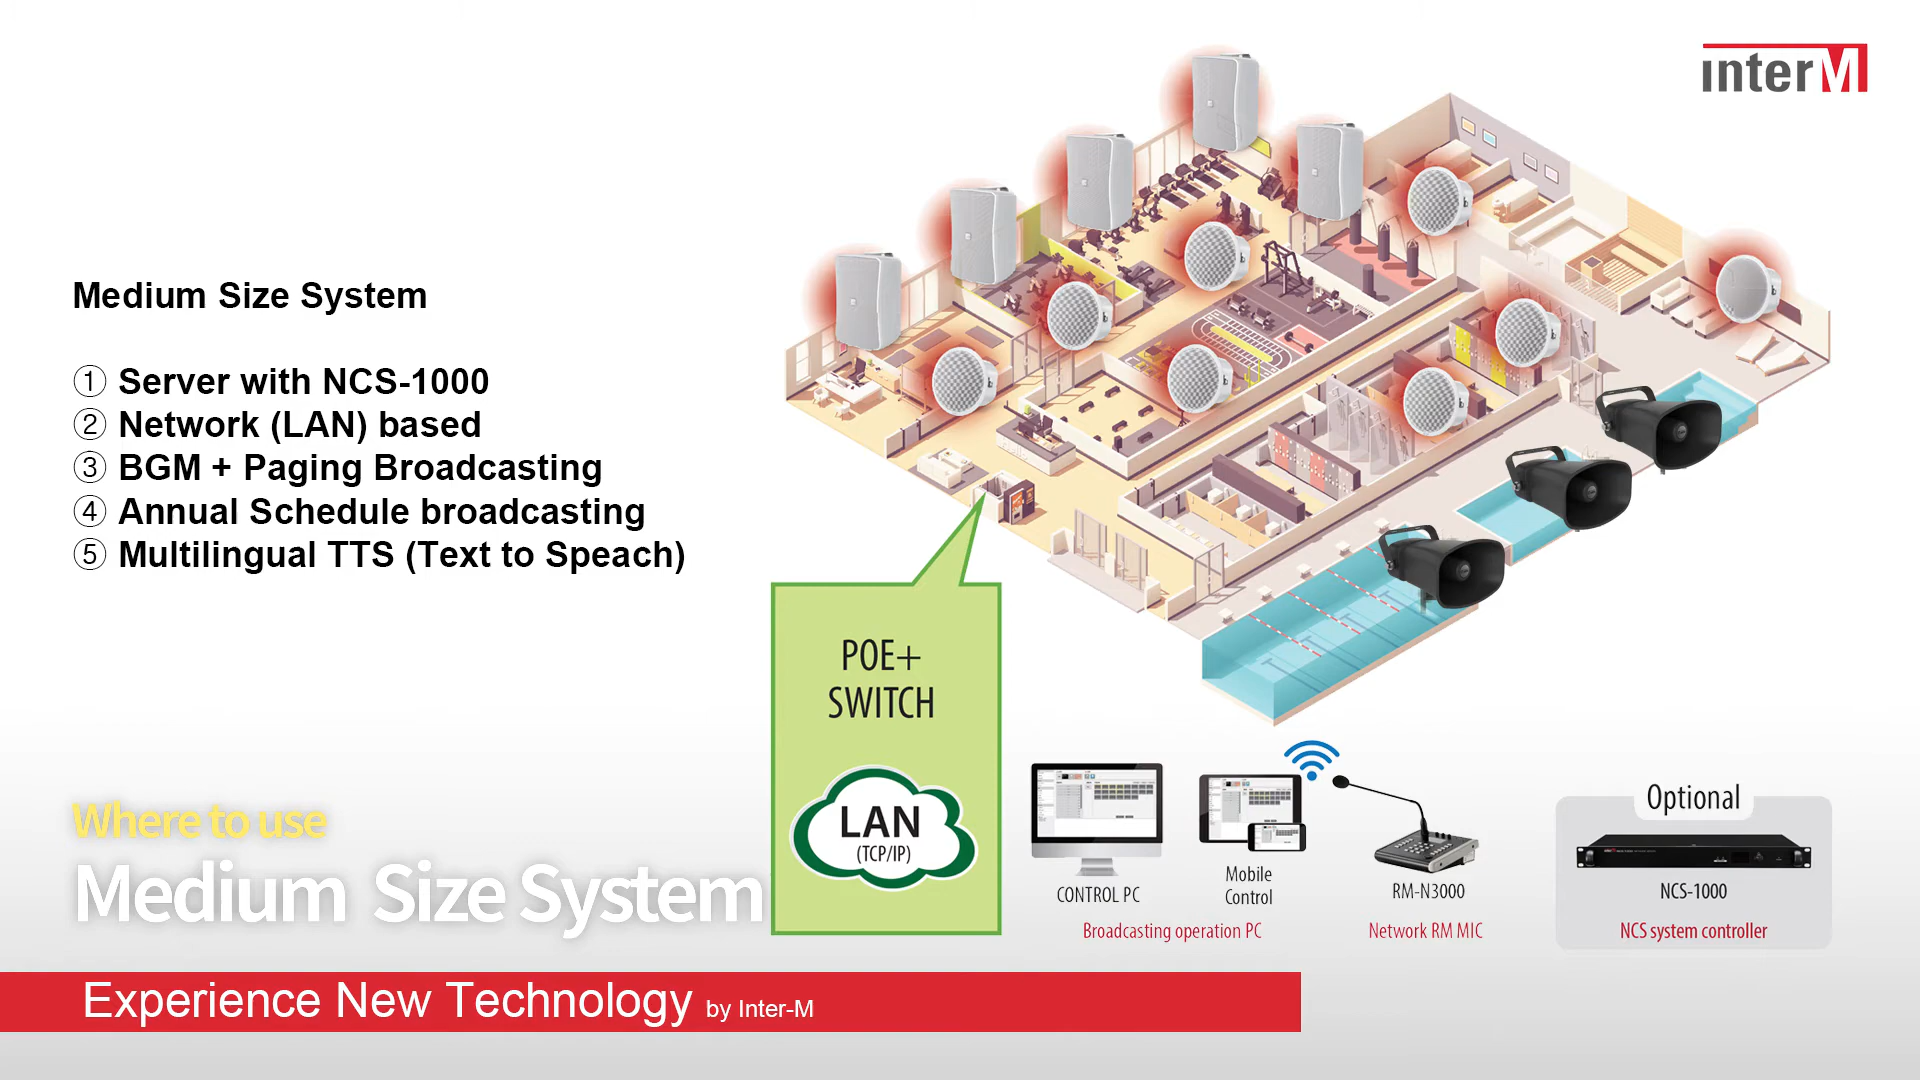 interM
Medium Size System
① Server with NCS-1000
② Network (LAN) based
③ BGM + Paging Broadcasting
④ Annual Schedule broadcasting
⑤ Multilingual TTS (Text to Speach)
POE+
SWITCH
LAN
(TCP/IP)
CONTROL PC
Mobile
Control
Broadcasting operation PC
RM-N3000
Network RM MIC
Optional
NCS-1000
NCS system controller
Where to use
Medium Size System
Experience New Technology by Inter-M